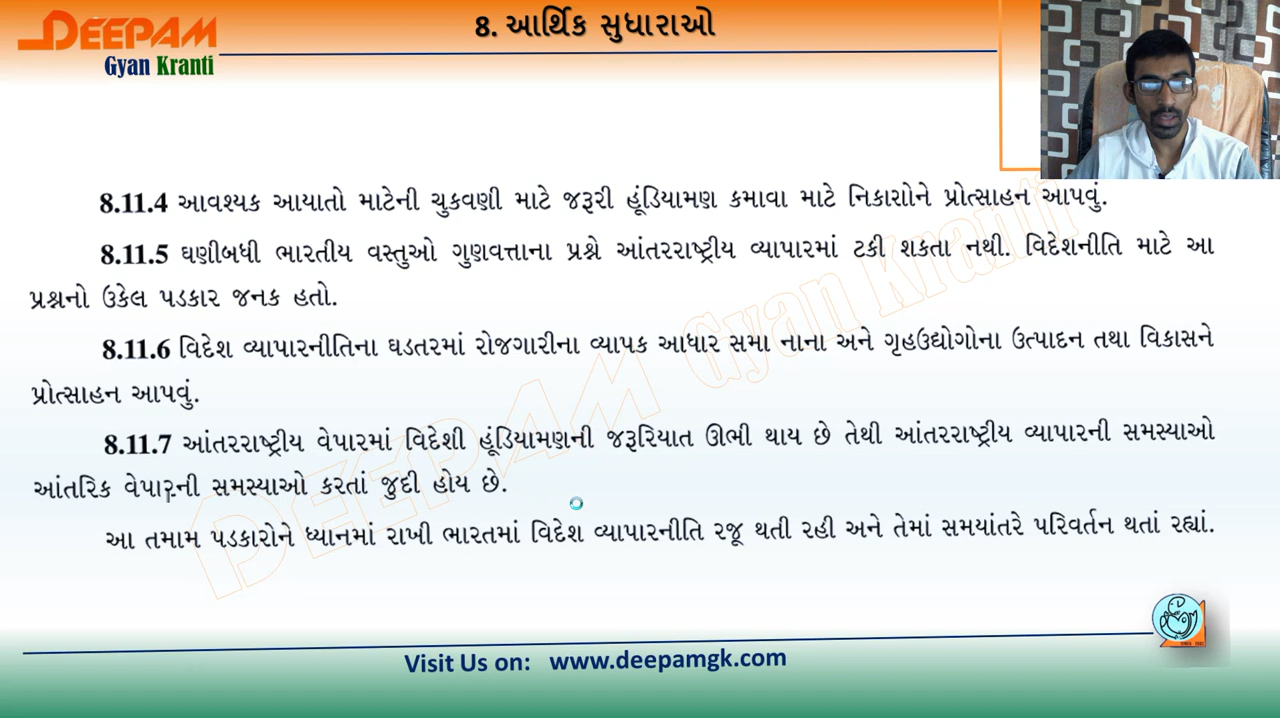 DEEPAM
Gyan Kranti
8. આર્થિક સુધારાઓ
8.11.4 આવશ્યક આયાતો માટેની ચુકવણી માટે જરૂરી હૂંડિયામણ કમાવા માટે નિકારોને પ્રોત્સાહન આપવું.
8.11.5 ઘણીબધી ભારતીય વસ્તુઓ ગુણવત્તાના પ્રશ્ને આંતરરાષ્ટ્રીય વ્યાપારમાં ટકી શકતા નથી. વિદેશનીતિ માટે આ
પ્રશ્નનો ઉકેલ પડકાર જનક હતો.
8.11.6 વિદેશ વ્યાપારનીતિના ઘડતરમાં રોજગારીના વ્યાપક આધાર સમા નાના અને ગૃહઉદ્યોગોના ઉત્પાદન તથા વિકાસને
પ્રોત્સાહન આપવું.
8.11.7 આંતરરાષ્ટ્રીય વેપારમાં વિદેશી હૂંડિયામણની જરૂરિયાત ઊભી થાય છે તેથી આંતરરાષ્ટ્રીય વ્યાપારની સમસ્યાઓ
આંતરિક વેપારની સમસ્યાઓ કરતાં જુદી હોય છે.
આ તમામ પડકારોને ધ્યાનમાં રાખી ભારતમાં વિદેશ વ્યાપારનીતિ રજૂ થતી રહી અને તેમાં સમયાંતરે પરિવર્તન થતાં રહ્યાં.
DEEPAM Gyan Kranti
Visit Us on: www.deepamgk.com